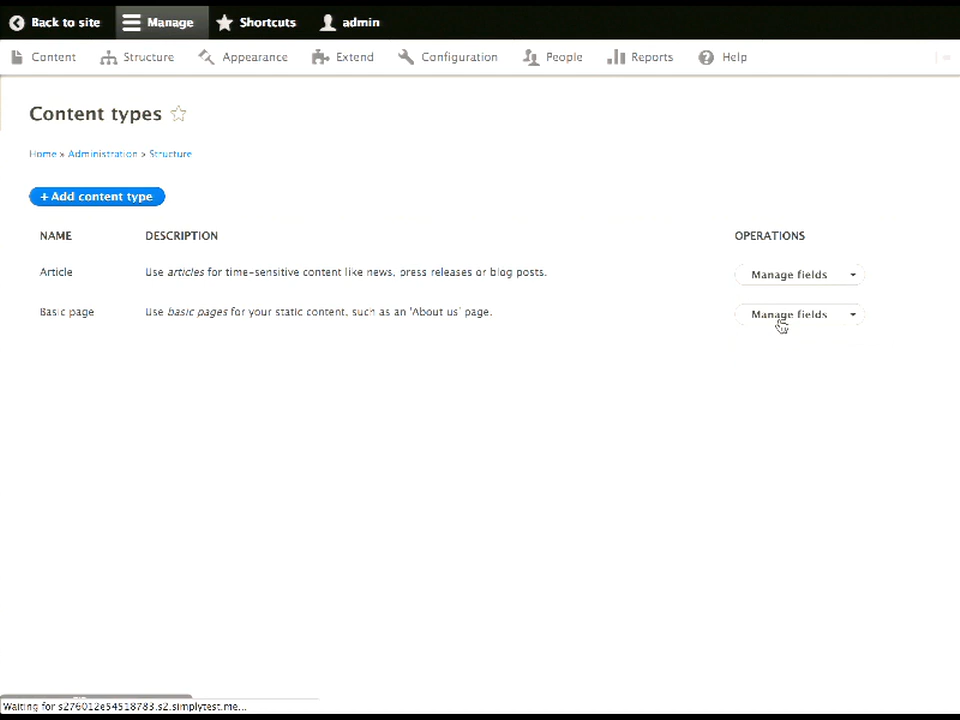 Back to site Manage Shortcuts admin
Content Structure Appearance Extend Configuration People Reports Help
Content types
Home » Administration » Structure
+ Add content type
NAME DESCRIPTION OPERATIONS
Article Use articles for time-sensitive content like news, press releases or blog posts. Manage fields
Basic page Use basic pages for your static content, such as an 'About us' page. Manage fields
Waiting for s276012e54518783.s2.simplytest.me...